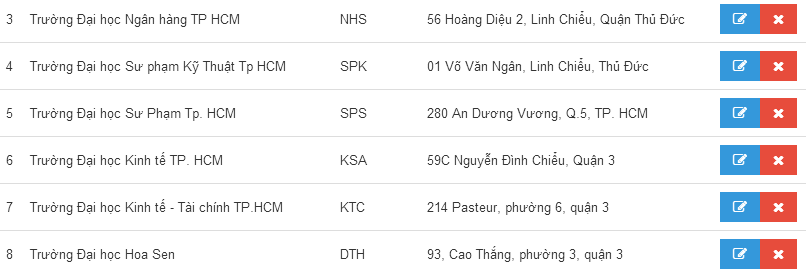 3 Trường Đại học Ngân hàng TP HCM NHS 56 Hoàng Diệu 2, Linh Chiểu, Quận Thủ Đức
4 Trường Đại học Sư phạm Kỹ Thuật Tp HCM SPK 01 Võ Văn Ngân, Linh Chiểu, Thủ Đức
5 Trường Đại học Sư Phạm Tp. HCM SPS 280 An Dương Vương, Q.5, TP. HCM
6 Trường Đại học Kinh tế TP. HCM KSA 59C Nguyễn Đình Chiểu, Quận 3
7 Trường Đại học Kinh tế - Tài chính TP.HCM KTC 214 Pasteur, phường 6, quận 3
8 Trường Đại học Hoa Sen DTH 93, Cao Thắng, phường 3, quận 3